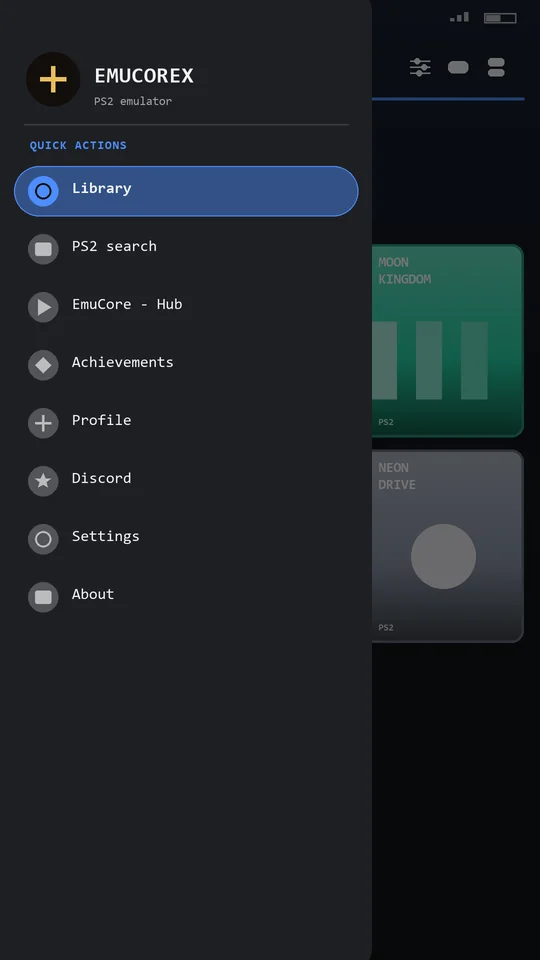 EMUCOREX
PS2 emulator
QUICK ACTIONS
Library
PS2 search
EmuCore - Hub
Achievements
Profile
Discord
Settings
About
MOON
KINGDOM
PS2
NEON
DRIVE
PS2